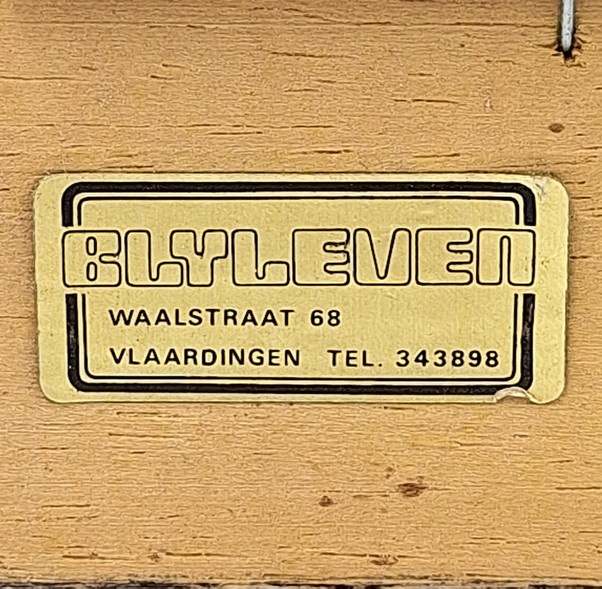 BLYLEVEN
WAALSTRAAT 68
VLAARDINGEN TEL. 343898